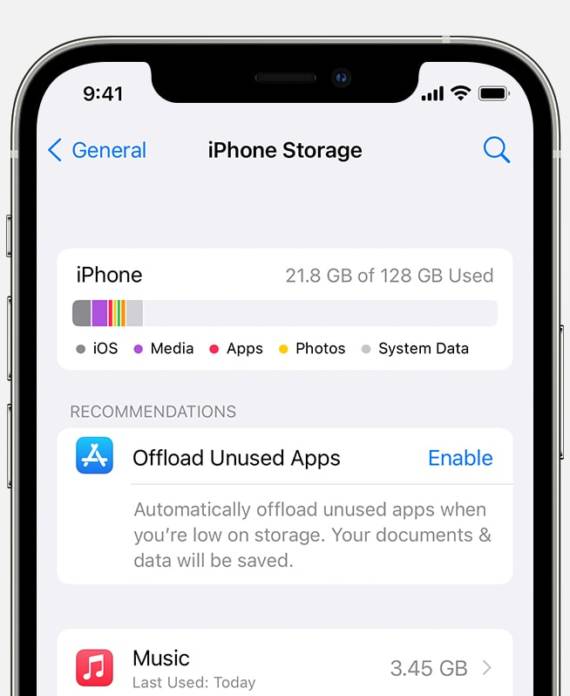 9:41
General
iPhone Storage
iPhone
21.8 GB of 128 GB Used
iOS Media Apps Photos System Data
RECOMMENDATIONS
Offload Unused Apps
Enable
Automatically offload unused apps when
you’re low on storage. Your documents &
data will be saved.
Music
3.45 GB
Last Used: Today